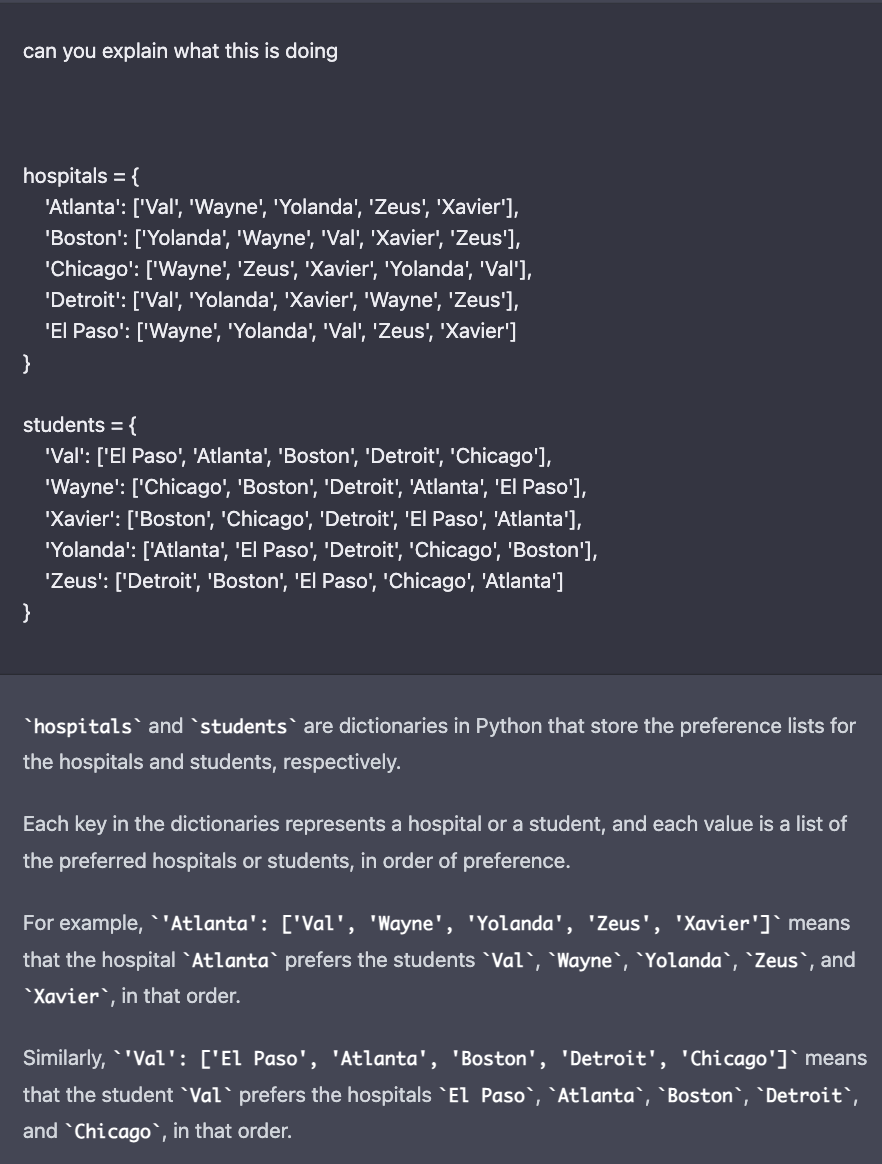 can you explain what this is doing
hospitals = {
    'Atlanta': ['Val', 'Wayne', 'Yolanda', 'Zeus', 'Xavier'],
    'Boston': ['Yolanda', 'Wayne', 'Val', 'Xavier', 'Zeus'],
    'Chicago': ['Wayne', 'Zeus', 'Xavier', 'Yolanda', 'Val'],
    'Detroit': ['Val', 'Yolanda', 'Xavier', 'Wayne', 'Zeus'],
    'El Paso': ['Wayne', 'Yolanda', 'Val', 'Zeus', 'Xavier']
}
students = {
    'Val': ['El Paso', 'Atlanta', 'Boston', 'Detroit', 'Chicago'],
    'Wayne': ['Chicago', 'Boston', 'Detroit', 'Atlanta', 'El Paso'],
    'Xavier': ['Boston', 'Chicago', 'Detroit', 'El Paso', 'Atlanta'],
    'Yolanda': ['Atlanta', 'El Paso', 'Detroit', 'Chicago', 'Boston'],
    'Zeus': ['Detroit', 'Boston', 'El Paso', 'Chicago', 'Atlanta']
}
`hospitals` and `students` are dictionaries in Python that store the preference lists for
the hospitals and students, respectively.
Each key in the dictionaries represents a hospital or a student, and each value is a list of
the preferred hospitals or students, in order of preference.
For example, `'Atlanta': ['Val', 'Wayne', 'Yolanda', 'Zeus', 'Xavier']` means
that the hospital `Atlanta` prefers the students `Val`, `Wayne`, `Yolanda`, `Zeus`, and
`Xavier`, in that order.
Similarly, `'Val': ['El Paso', 'Atlanta', 'Boston', 'Detroit', 'Chicago']` means
that the student `Val` prefers the hospitals `El Paso`, `Atlanta`, `Boston`, `Detroit`,
and `Chicago`, in that order.